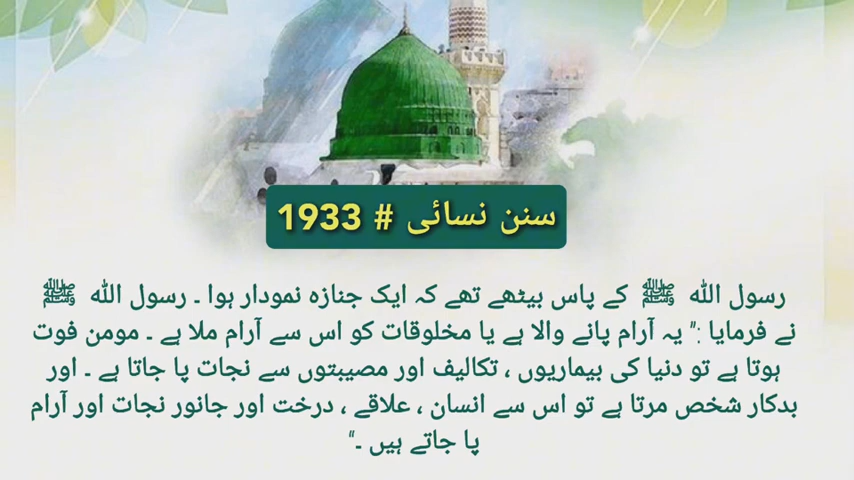 سنن نسائی # 1933
رسول اللہ ﷺ کے پاس بیٹھے تھے کہ ایک جنازہ نمودار ہوا ۔ رسول اللہ ﷺ
نے فرمایا :" یہ آرام پانے والا ہے یا مخلوقات کو اس سے آرام ملا ہے ۔ مومن فوت
ہوتا ہے تو دنیا کی بیماریوں ، تکالیف اور مصیبتوں سے نجات پا جاتا ہے ۔ اور
بدکار شخص مرتا ہے تو اس سے انسان ، علاقے ، درخت اور جانور نجات اور آرام
پا جاتے ہیں ۔"